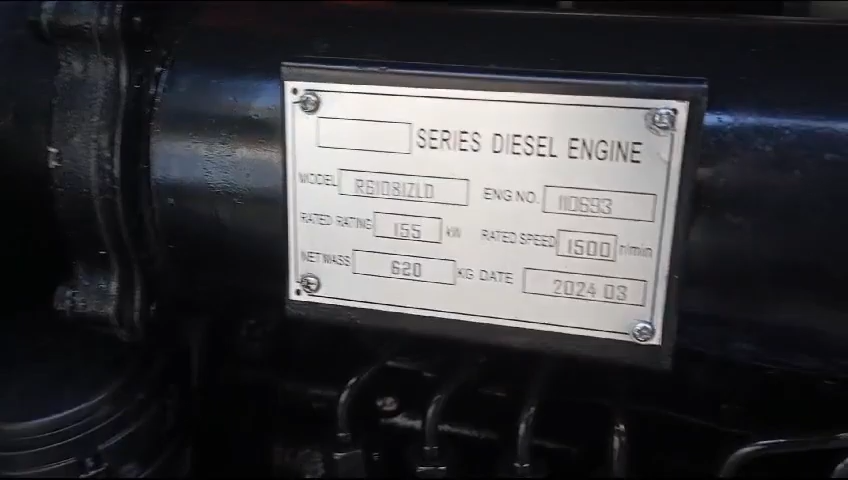 SERIES DIESEL ENGINE
MODEL R6108IZLD ENG NO. 110693
RATED RATING 155 kW RATED SPEED 1500 r/min
NET MASS 620 KG DATE 2024 03